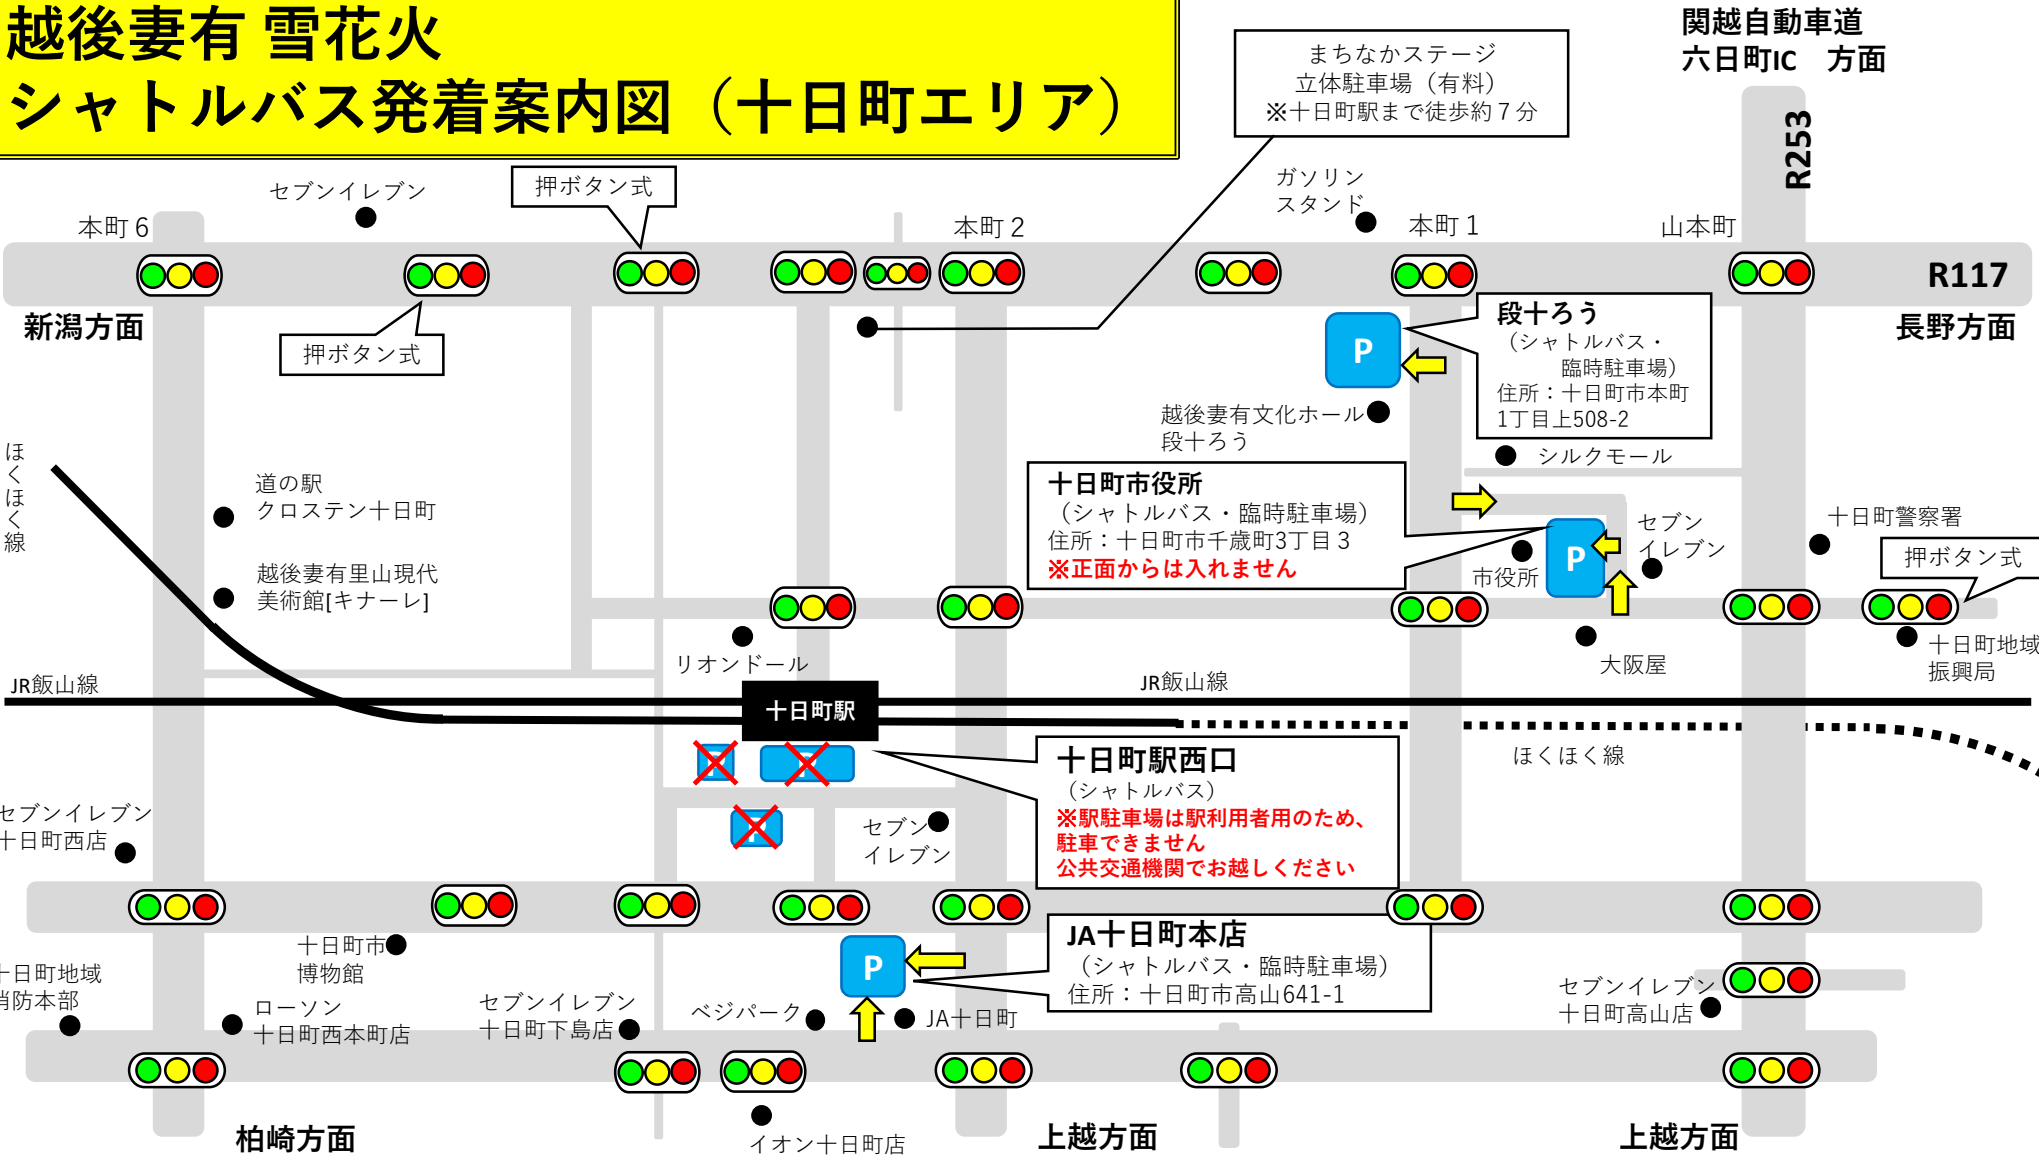 越後妻有 雪花火
シャトルバス発着案内図（十日町エリア）
まちなかステージ
立体駐車場（有料）
※十日町駅まで徒歩約７分
関越自動車道
六日町IC　方面
R253
セブンイレブン
押ボタン式
ガソリン
スタンド
本町６
本町２
本町１
山本町
R117
新潟方面
長野方面
押ボタン式
P
段十ろう
（シャトルバス・
臨時駐車場）
住所：十日町市本町
1丁目上508-2
越後妻有文化ホール
段十ろう
シルクモール
ほくほく線
道の駅
クロステン十日町
十日町市役所
（シャトルバス・臨時駐車場）
住所：十日町市千歳町3丁目３
※正面からは入れません
P
市役所
セブン
イレブン
十日町警察署
押ボタン式
越後妻有里山現代
美術館[キナーレ]
リオンドール
大阪屋
十日町地域
振興局
JR飯山線
十日町駅
JR飯山線
ほくほく線
十日町駅西口
（シャトルバス）
※駅駐車場は駅利用者用のため、
駐車できません
公共交通機関でお越しください
セブンイレブン
十日町西店
セブン
イレブン
十日町市
博物館
P
JA十日町本店
（シャトルバス・臨時駐車場）
住所：十日町市高山641-1
十日町地域
消防本部
ローソン
十日町西本町店
セブンイレブン
十日町下島店
ベジパーク
JA十日町
セブンイレブン
十日町高山店
イオン十日町店
柏崎方面
上越方面
上越方面